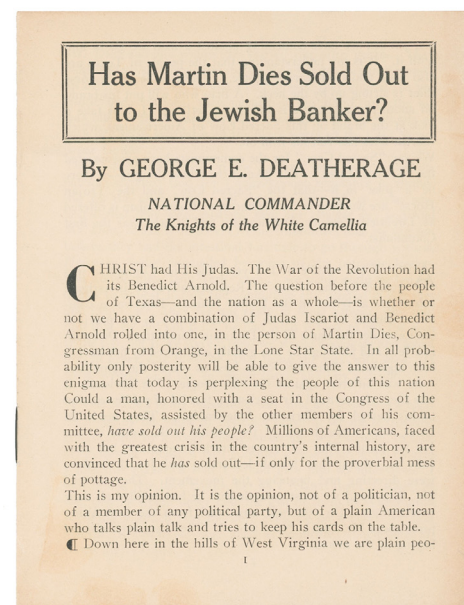 Has Martin Dies Sold Out
to the Jewish Banker?
By GEORGE E. DEATHERAGE
NATIONAL COMMANDER
The Knights of the White Camellia
CHRIST had His Judas. The War of the Revolution had
its Benedict Arnold. The question before the people
of Texas—and the nation as a whole—is whether or
not we have a combination of Judas Iscariot and Benedict
Arnold rolled into one, in the person of Martin Dies, Con-
gressman from Orange, in the Lone Star State. In all prob-
ability only posterity will be able to give the answer to this
enigma that today is perplexing the people of this nation
Could a man, honored with a seat in the Congress of the
United States, assisted by the other members of his com-
mittee, have sold out his people? Millions of Americans, faced
with the greatest crisis in the country's internal history, are
convinced that he has sold out—if only for the proverbial mess
of pottage.
This is my opinion. It is the opinion, not of a politician, not
of a member of any political party, but of a plain American
who talks plain talk and tries to keep his cards on the table.
¶ Down here in the hills of West Virginia we are plain peo-
1